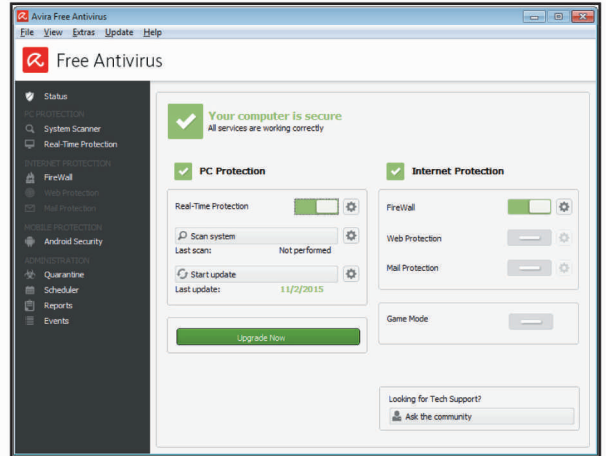 Avira Free Antivirus
File View Extras Update Help
Free Antivirus
Status
PC PROTECTION
System Scanner
Real-Time Protection
INTERNET PROTECTION
FireWall
Web Protection
Mail Protection
MOBILE PROTECTION
Android Security
ADMINISTRATION
Quarantine
Scheduler
Reports
Events
Your computer is secure
All services are working correctly
PC Protection
Real-Time Protection
Scan system
Last scan: Not performed
Start update
Last update: 11/2/2015
Upgrade Now
Internet Protection
FireWall
Web Protection
Mail Protection
Game Mode
Looking for Tech Support?
Ask the community